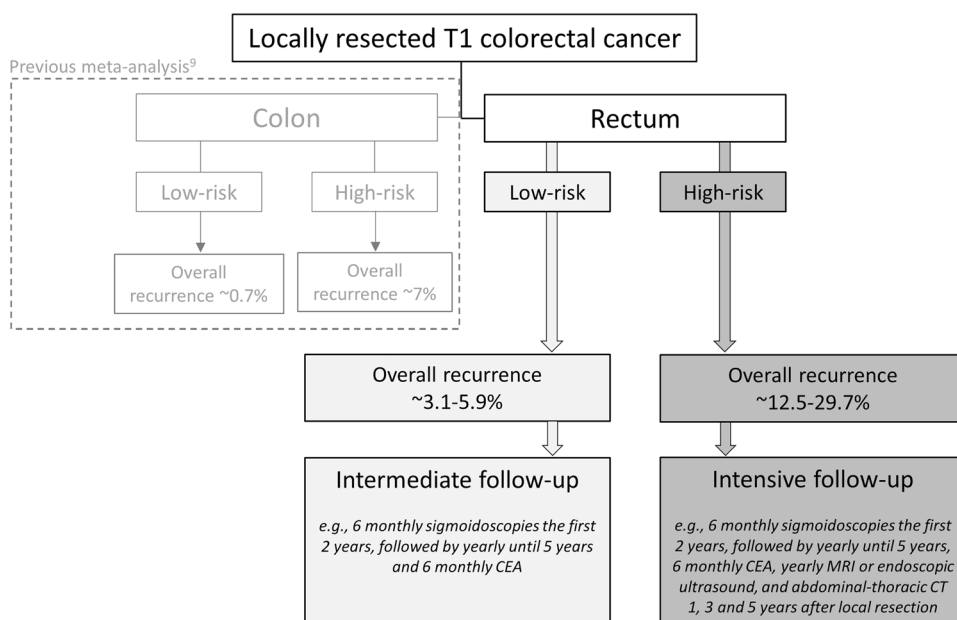 Locally resected T1 colorectal cancer
Previous meta-analysis⁹
Colon
Rectum
Low-risk
High-risk
Low-risk
High-risk
Overall
recurrence ~0.7%
Overall
recurrence ~7%
Overall recurrence
~3.1-5.9%
Overall recurrence
~12.5-29.7%
Intermediate follow-up
e.g., 6 monthly sigmoidoscopies the first
2 years, followed by yearly until 5 years
and 6 monthly CEA
Intensive follow-up
e.g., 6 monthly sigmoidoscopies the first
2 years, followed by yearly until 5 years,
6 monthly CEA, yearly MRI or endoscopic
ultrasound, and abdominal-thoracic CT
1, 3 and 5 years after local resection